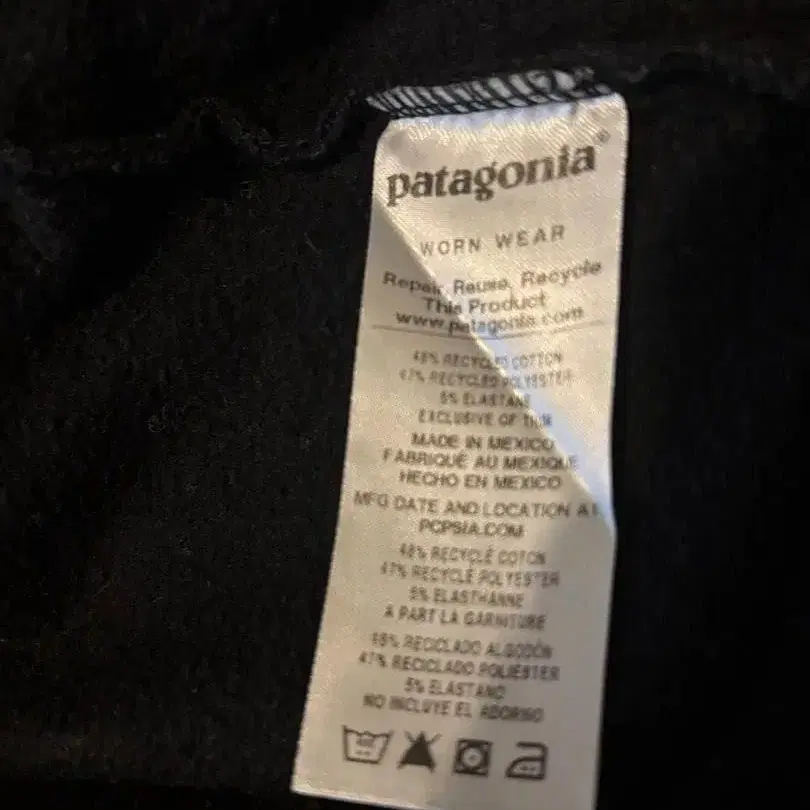 patagonia®
WORN WEAR
Repair, Reuse, Recycle
This Product
www.patagonia.com
48% RECYCLED COTTON
47% RECYCLED POLYESTER
5% ELASTANE
EXCLUSIVE OF TRIM
MADE IN MEXICO
FABRIQUÉ AU MEXIQUE
HECHO EN MEXICO
MFG DATE AND LOCATION AT
PCPSIA.COM
48% RECYCLÉ COTON
47% RECYCLÉ POLYESTER
5% ELASTHANNE
À PART LA GARNITURE
48% RECICLADO ALGODÓN
47% RECICLADO POLIÉSTER
5% ELASTANO
NO INCLUYE EL ADORNO